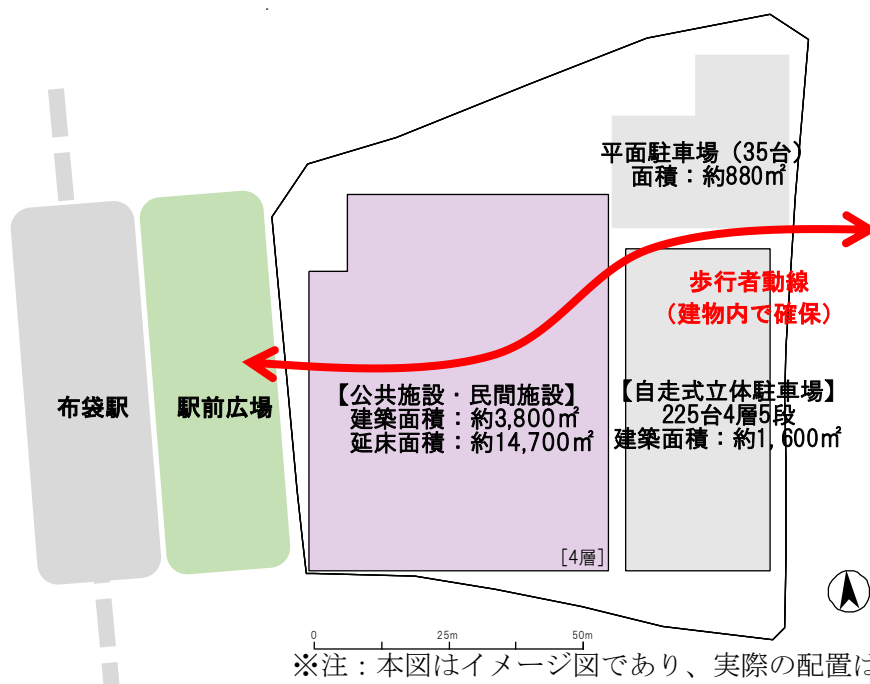 平面駐車場（35台）
面積：約880㎡
歩行者動線
（建物内で確保）
布袋駅
駅前広場
【公共施設・民間施設】
建築面積：約3,800㎡
延床面積：約14,700㎡
【自走式立体駐車場】
225台4層5段
建築面積：約1,600㎡
[4層]
0 25m 50m
※注：本図はイメージ図であり、実際の配置は